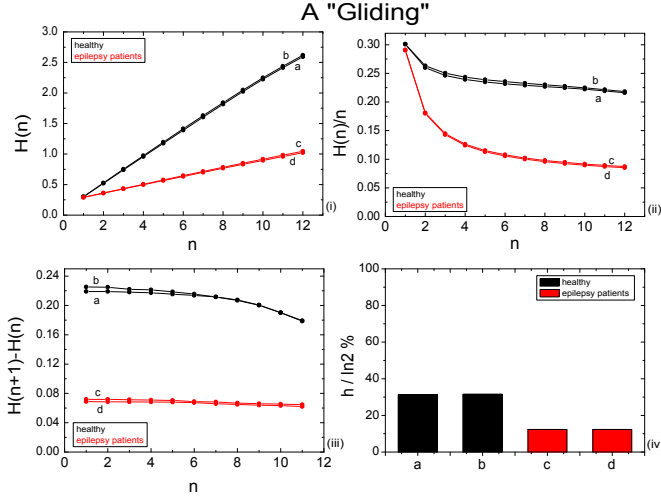 A "Gliding"
3.0
2.5
2.0
1.5
1.0
0.5
0.0
0 2 4 6 8 10 12
H(n)
n
healthy
epilepsy patients
b
a
c
d
(i)
0.35
0.30
0.25
0.20
0.15
0.10
0.05
0.00
0 2 4 6 8 10 12
H(n)/n
n
b
a
c
d
healthy
epilepsy patients
(ii)
0.24
0.20
0.16
0.12
0.08
0.04
0.00
0 2 4 6 8 10 12
H(n+1)-H(n)
n
b
a
c
d
healthy
epilepsy patients
(iii)
100
80
60
40
20
0
h / ln2 %
healthy
epilepsy patients
a b c d
(iv